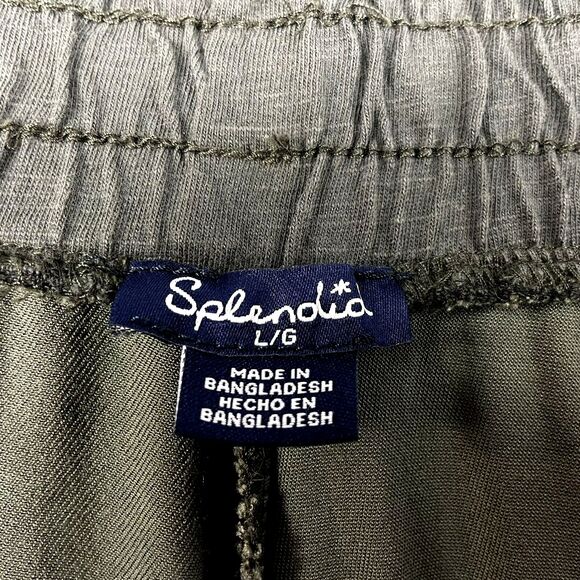 Splendid
L/G
MADE IN
BANGLADESH
HECHO EN
BANGLADESH